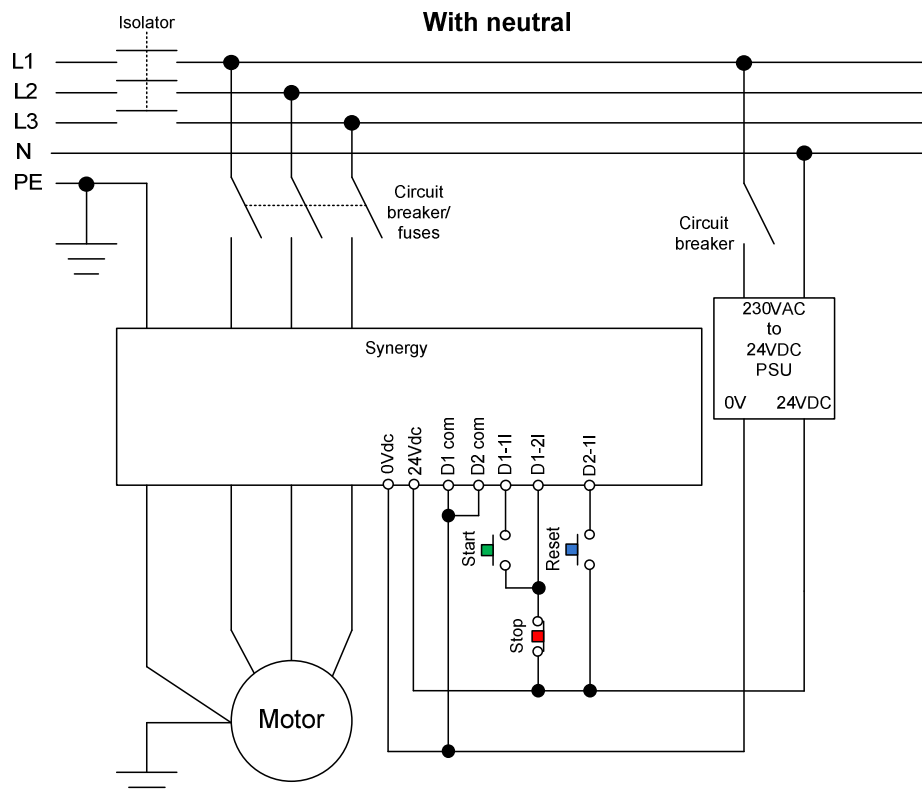 With neutral
Isolator
L1
L2
L3
N
PE
Circuit
breaker/
fuses
Circuit
breaker
230VAC
to
24VDC
PSU
0V 24VDC
Synergy
0Vdc
24Vdc
D1 com
D2 com
D1-1I
D1-2I
D2-1I
Start
Reset
Stop
Motor